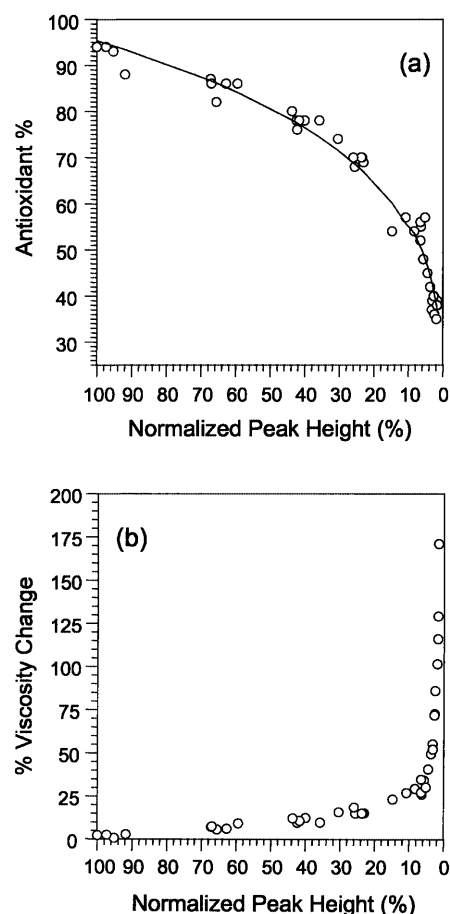 100
90
80
70
60
50
40
30
Antioxidant %
(a)
100 90 80 70 60 50 40 30 20 10 0
Normalized Peak Height (%)
200
175
150
125
100
75
50
25
0
% Viscosity Change
(b)
100 90 80 70 60 50 40 30 20 10 0
Normalized Peak Height (%)